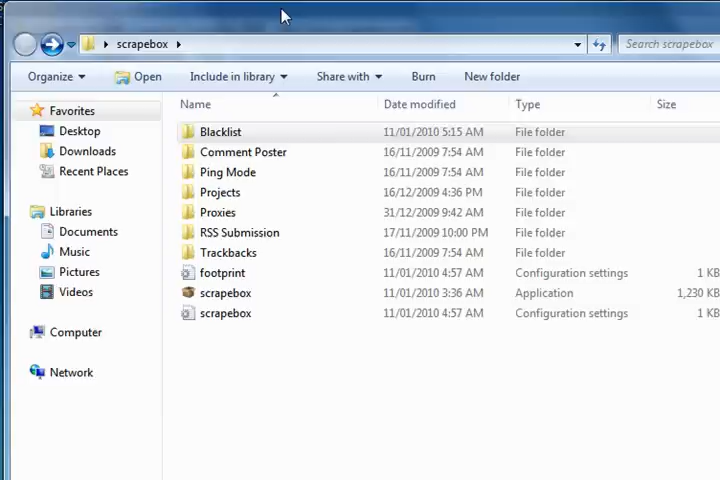 scrapebox
Search scrapebox
Organize Open Include in library Share with Burn New folder
Name Date modified Type Size
Favorites
Desktop
Downloads
Recent Places
Libraries
Documents
Music
Pictures
Videos
Computer
Network
Blacklist 11/01/2010 5:15 AM File folder
Comment Poster 16/11/2009 7:54 AM File folder
Ping Mode 16/11/2009 7:54 AM File folder
Projects 16/12/2009 4:36 PM File folder
Proxies 31/12/2009 9:42 AM File folder
RSS Submission 17/11/2009 10:00 PM File folder
Trackbacks 16/11/2009 7:54 AM File folder
footprint 11/01/2010 4:57 AM Configuration settings 1 KB
scrapebox 11/01/2010 3:36 AM Application 1,230 KB
scrapebox 11/01/2010 4:57 AM Configuration settings 1 KB